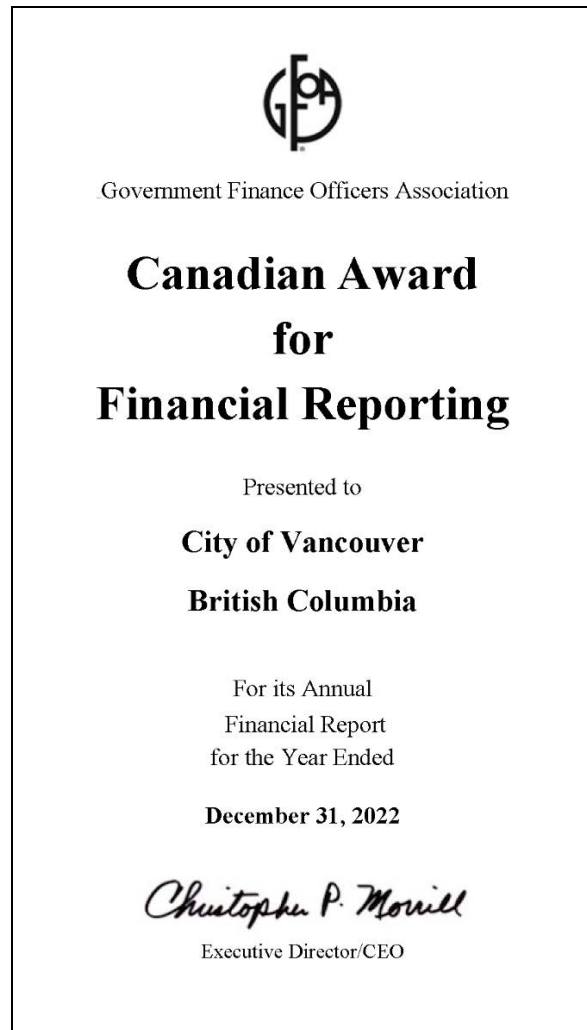 GFOA
Government Finance Officers Association
Canadian Award
for
Financial Reporting
Presented to
City of Vancouver
British Columbia
For its Annual
Financial Report
for the Year Ended
December 31, 2022
Christopher P. Morrill
Executive Director/CEO